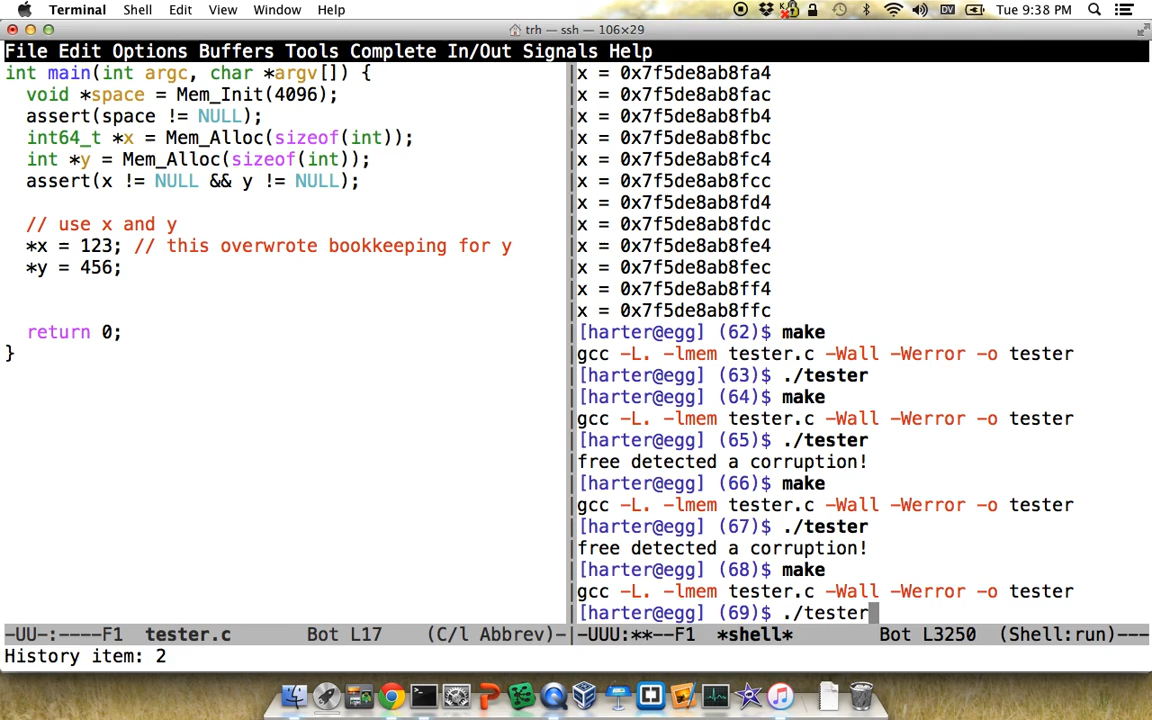 Terminal Shell Edit View Window Help Tue 9:38 PM
trh — ssh — 106×29
File Edit Options Buffers Tools Complete In/Out Signals Help
int main(int argc, char *argv[]) {
void *space = Mem_Init(4096);
assert(space != NULL);
int64_t *x = Mem_Alloc(sizeof(int));
int *y = Mem_Alloc(sizeof(int));
assert(x != NULL && y != NULL);
// use x and y
*x = 123; // this overwrote bookkeeping for y
*y = 456;
return 0;
}
-UU-:----F1 tester.c Bot L17 (C/l Abbrev)-
x = 0x7f5de8ab8fa4
x = 0x7f5de8ab8fac
x = 0x7f5de8ab8fb4
x = 0x7f5de8ab8fbc
x = 0x7f5de8ab8fc4
x = 0x7f5de8ab8fcc
x = 0x7f5de8ab8fd4
x = 0x7f5de8ab8fdc
x = 0x7f5de8ab8fe4
x = 0x7f5de8ab8fec
x = 0x7f5de8ab8ff4
x = 0x7f5de8ab8ffc
[harter@egg] (62)$ make
gcc -L. -lmem tester.c -Wall -Werror -o tester
[harter@egg] (63)$ ./tester
[harter@egg] (64)$ make
gcc -L. -lmem tester.c -Wall -Werror -o tester
[harter@egg] (65)$ ./tester
free detected a corruption!
[harter@egg] (66)$ make
gcc -L. -lmem tester.c -Wall -Werror -o tester
[harter@egg] (67)$ ./tester
free detected a corruption!
[harter@egg] (68)$ make
gcc -L. -lmem tester.c -Wall -Werror -o tester
[harter@egg] (69)$ ./tester
-UUU:**--F1 *shell* Bot L3250 (Shell:run)---
History item: 2